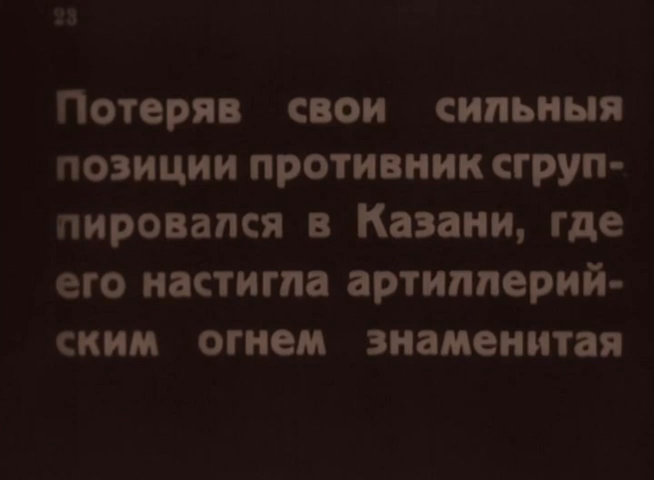 23
Потеряв свои сильныя
позиции противник сгруп-
пировался в Казани, где
его настигла артиллерий-
ским огнем знаменитая